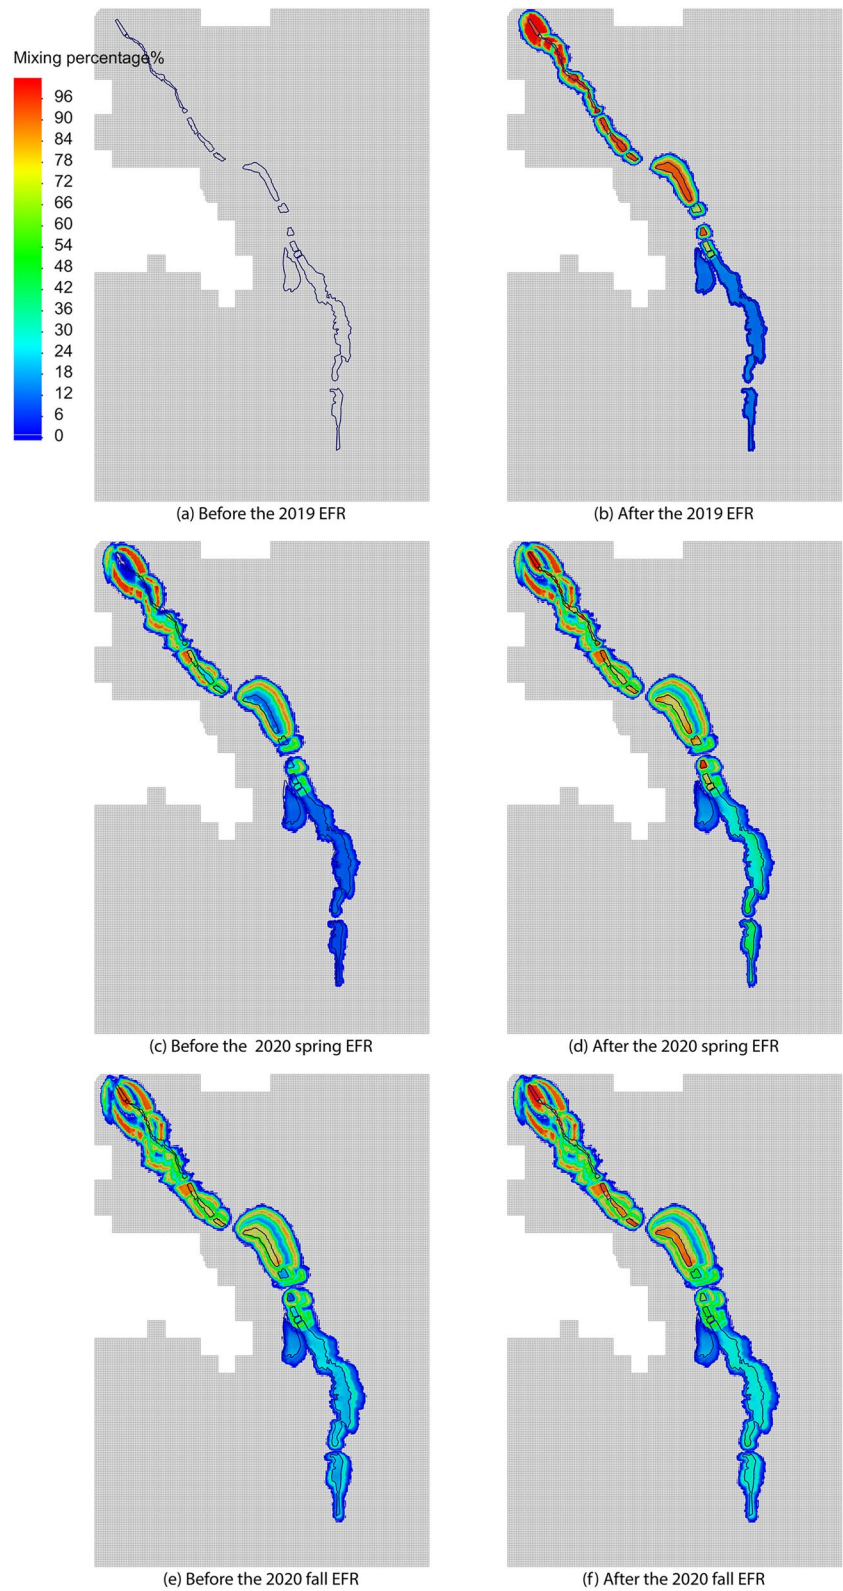 Mixing percentage%
96
90
84
78
72
66
60
54
48
42
36
30
24
18
12
6
0
(a) Before the 2019 EFR
(b) After the 2019 EFR
(c) Before the 2020 spring EFR
(d) After the 2020 spring EFR
(e) Before the 2020 fall EFR
(f) After the 2020 fall EFR